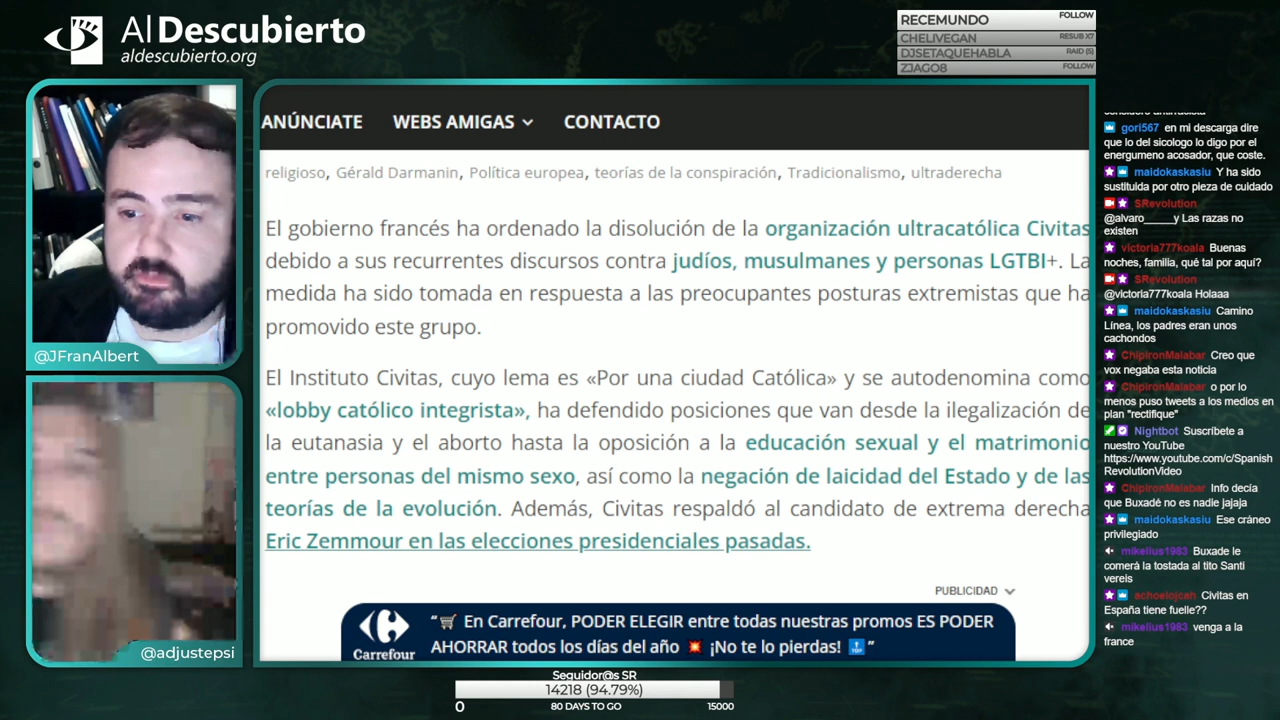 Al Descubierto
aldescubierto.org
RECEMUNDO FOLLOW
CHELIVEGAN RESUB X7
DJSETAQUEHABLA RAID (5)
ZJAGO8 FOLLOW
ANÚNCIATE WEBS AMIGAS CONTACTO
religioso, Gérald Darmanin, Política europea, teorías de la conspiración, Tradicionalismo, ultraderecha
El gobierno francés ha ordenado la disolución de la organización ultracatólica Civitas
debido a sus recurrentes discursos contra judíos, musulmanes y personas LGTBI+. La
medida ha sido tomada en respuesta a las preocupantes posturas extremistas que ha
promovido este grupo.
El Instituto Civitas, cuyo lema es «Por una ciudad Católica» y se autodenomina como
«lobby católico integrista», ha defendido posiciones que van desde la ilegalización de
la eutanasia y el aborto hasta la oposición a la educación sexual y el matrimonio
entre personas del mismo sexo, así como la negación de laicidad del Estado y de las
teorías de la evolución. Además, Civitas respaldó al candidato de extrema derecha
Eric Zemmour en las elecciones presidenciales pasadas.
PUBLICIDAD
Carrefour
“🛒 En Carrefour, PODER ELEGIR entre todas nuestras promos ES PODER
AHORRAR todos los días del año 💥 ¡No te lo pierdas! 🔝 ”
@JFranAlbert
@adjustepsi
gori567 en mi descarga dire
que lo del sicologo lo digo por el
energumeno acosador, que coste.
maidokaskasiu Y ha sido
sustituida por otro pieza de cuidado
SRevolution
@alvaro_____y Las razas no
existen
victoria777koala Buenas
noches, familia, qué tal por aquí?
SRevolution
@victoria777koala Holaaa
maidokaskasiu Camino
Línea, los padres eran unos
cachondos
ChipironMalabar Creo que
vox negaba esta noticia
ChipironMalabar o por lo
menos puso tweets a los medios en
plan "rectifique"
Nightbot Suscríbete a
nuestro YouTube
https://www.youtube.com/c/Spanish
RevolutionVideo
ChipironMalabar Info decía
que Buxadé no es nadie jajaja
maidokaskasiu Ese cráneo
privilegiado
mikelius1983 Buxade le
comerá la tostada al tito Santi
vereis
achoelojcah Civitas en
España tiene fuelle??
mikelius1983 venga a la
france
Seguidor@s SR
14218 (94.79%)
0 80 DAYS TO GO 15000